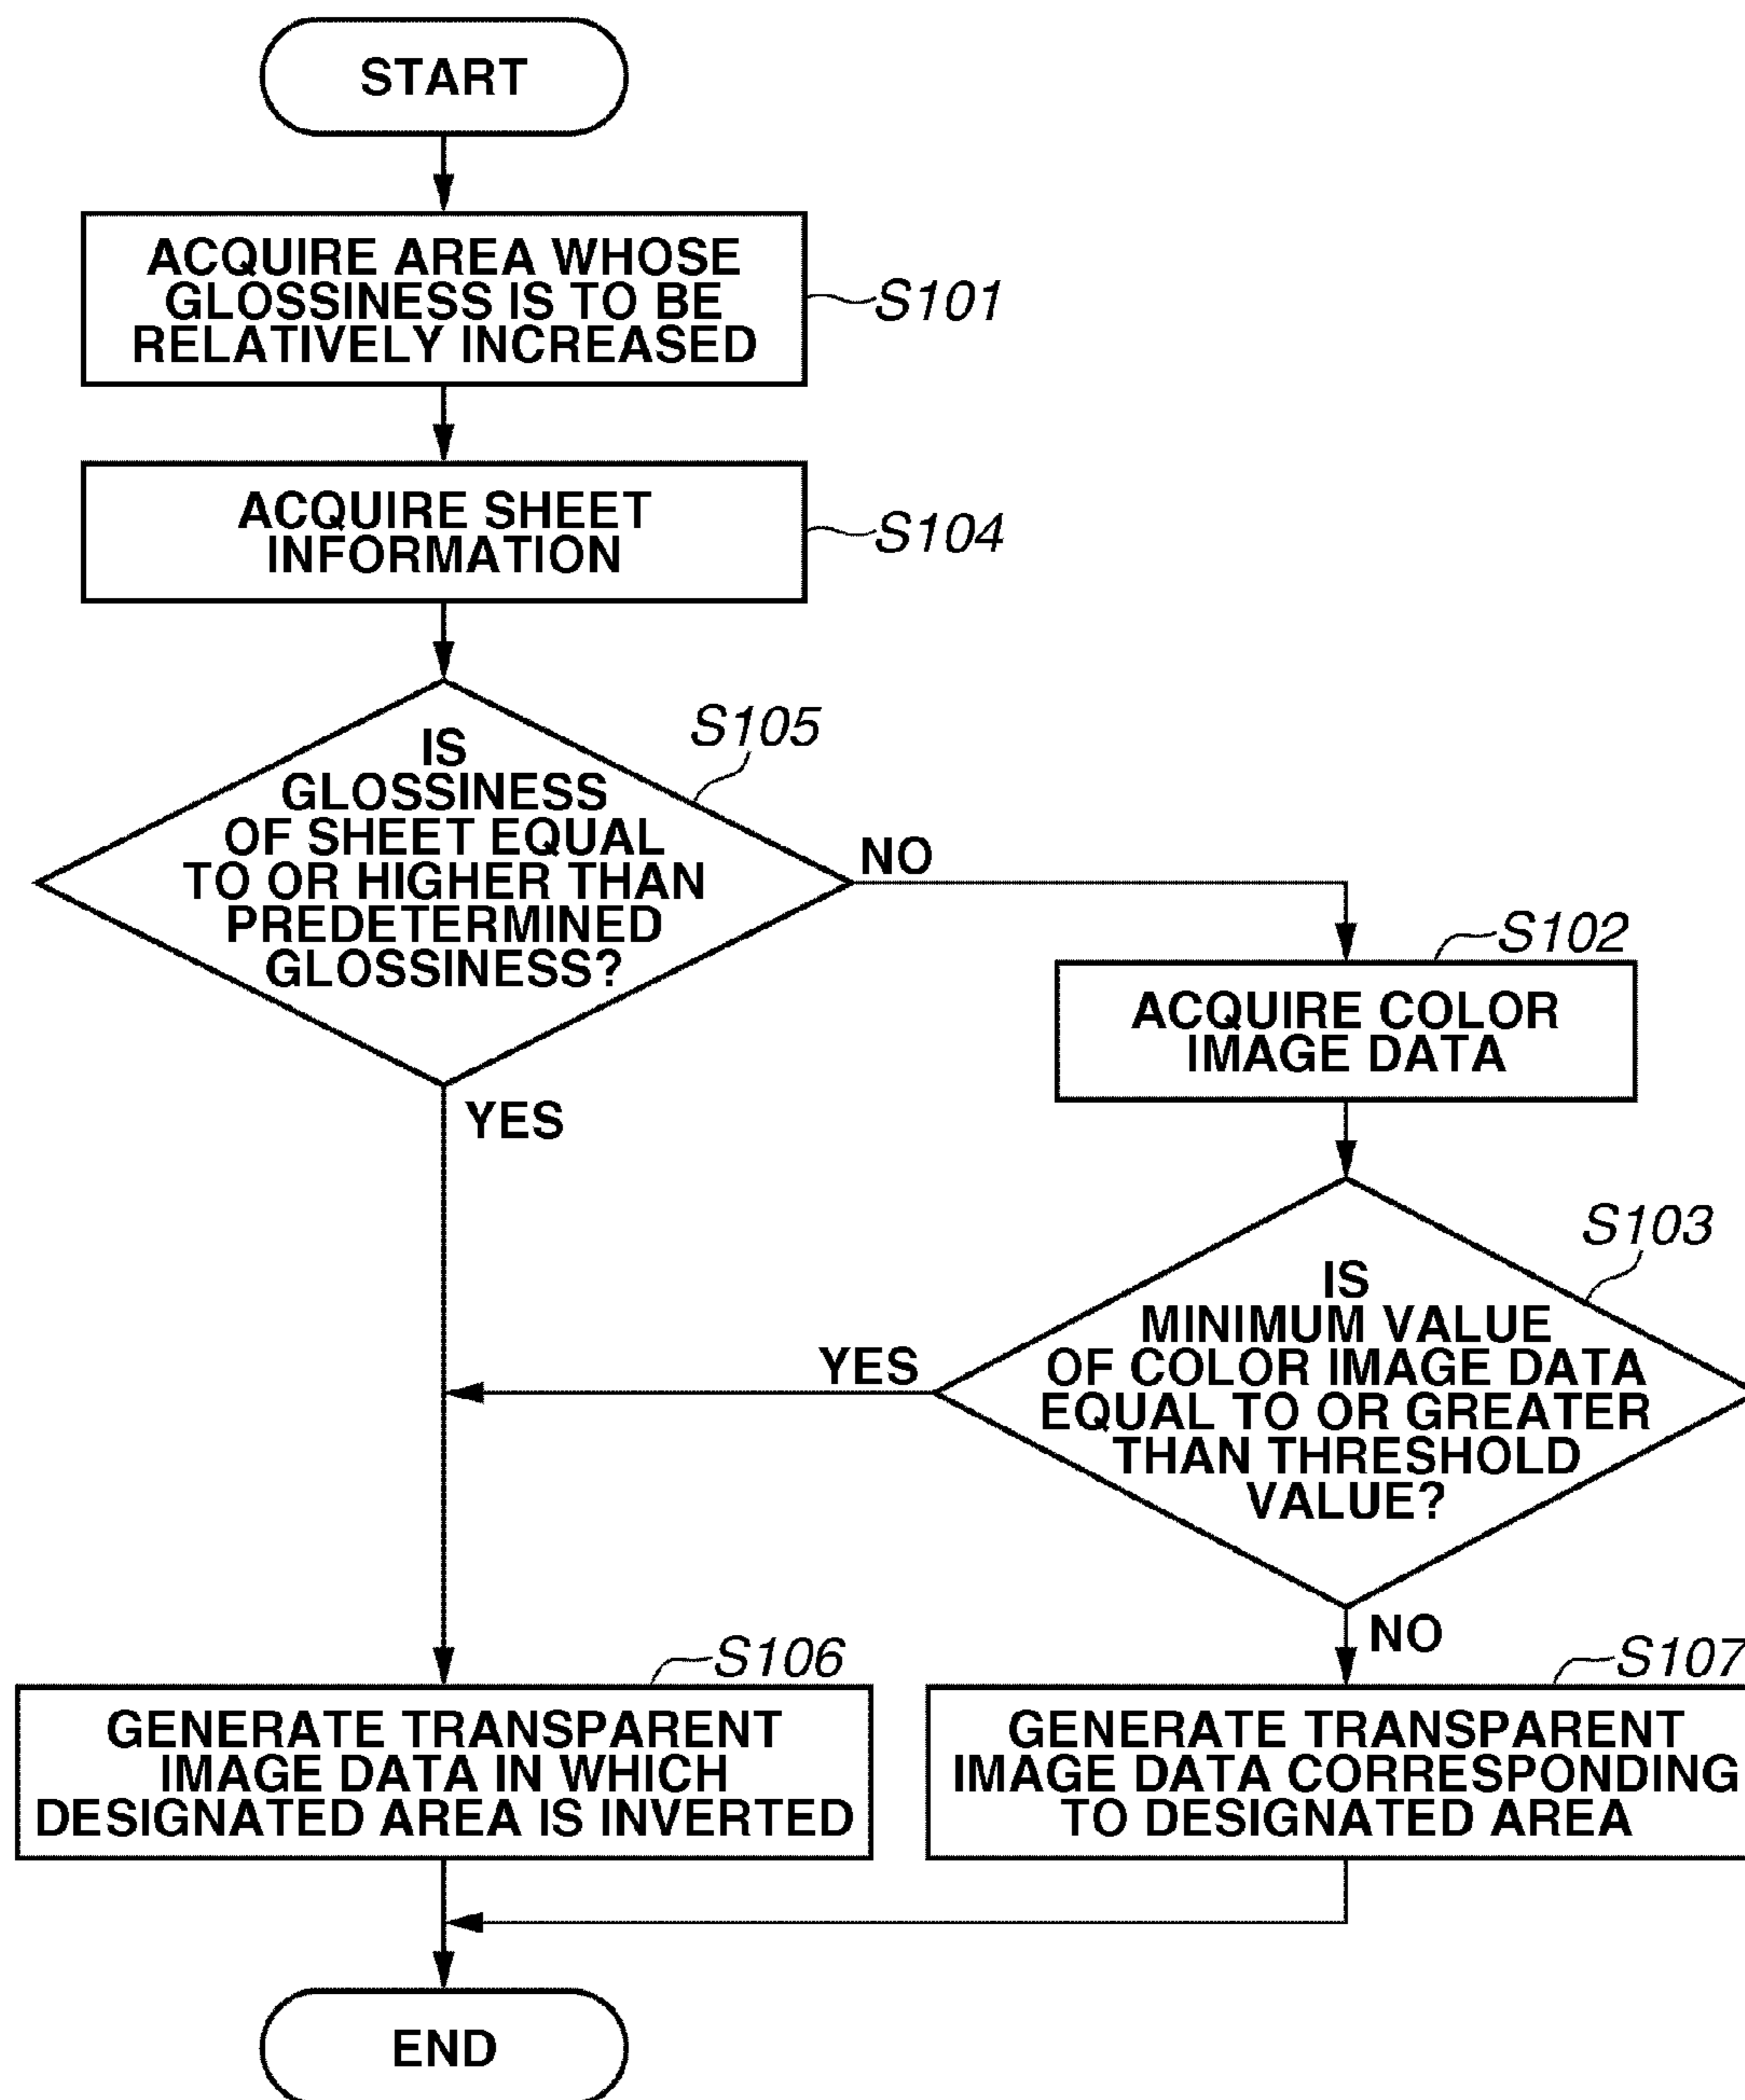 START
ACQUIRE AREA WHOSE
GLOSSINESS IS TO BE
RELATIVELY INCREASED
S101
ACQUIRE SHEET
INFORMATION
S104
S105
IS
GLOSSINESS
OF SHEET EQUAL
TO OR HIGHER THAN
PREDETERMINED
GLOSSINESS?
NO
YES
S102
ACQUIRE COLOR
IMAGE DATA
S103
IS
MINIMUM VALUE
OF COLOR IMAGE DATA
EQUAL TO OR GREATER
THAN THRESHOLD
VALUE?
YES
NO
S106
GENERATE TRANSPARENT
IMAGE DATA IN WHICH
DESIGNATED AREA IS INVERTED
S107
GENERATE TRANSPARENT
IMAGE DATA CORRESPONDING
TO DESIGNATED AREA
END